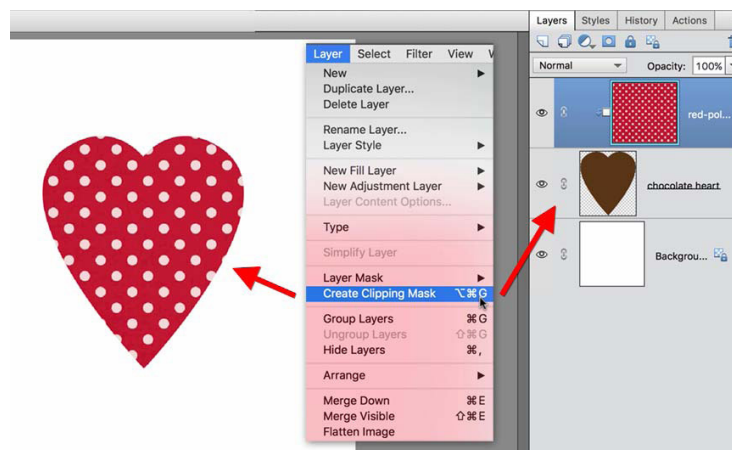 Layer Select Filter View
New
Duplicate Layer...
Delete Layer
Rename Layer...
Layer Style
New Fill Layer
New Adjustment Layer
Layer Content Options...
Type
Simplify Layer
Layer Mask
Create Clipping Mask ⌥⌘G
Group Layers ⌘G
Ungroup Layers ⇧⌘G
Hide Layers ⌘,
Arrange
Merge Down ⌘E
Merge Visible ⇧⌘E
Flatten Image
Layers Styles History Actions
Normal Opacity: 100%
red-pol...
chocolate heart
Backgrou...